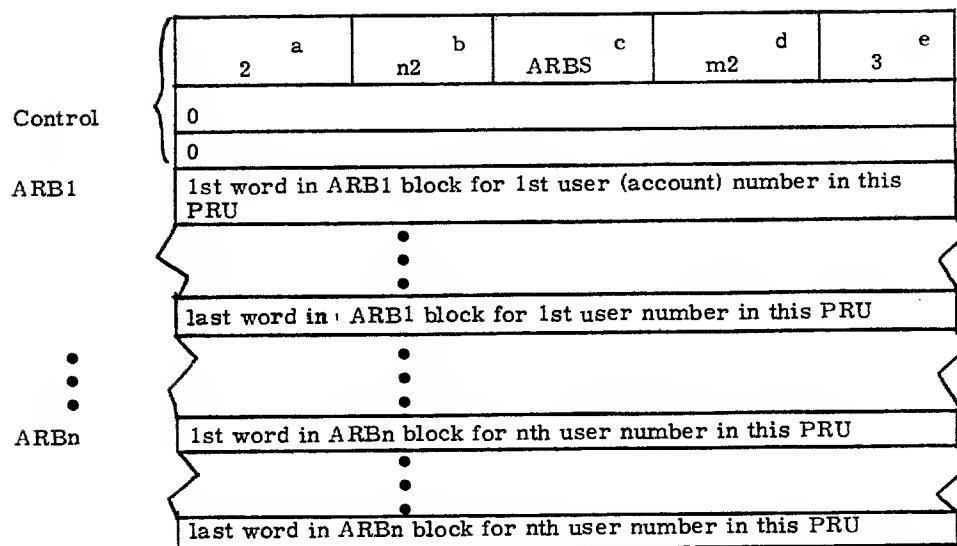 a b c d e
2 n2 ARBS m2 3
Control
0
0
ARB1
1st word in ARB1 block for 1st user (account) number in this
PRU
last word in ARB1 block for 1st user number in this PRU
ARBn
1st word in ARBn block for nth user number in this PRU
last word in ARBn block for nth user number in this PRU